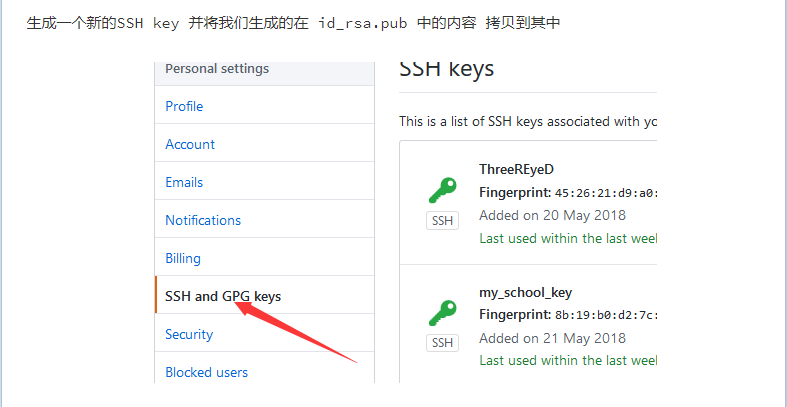 生成一个新的SSH key 并将我们生成的在 id_rsa.pub 中的内容 拷贝到其中
Personal settings
Profile
Account
Emails
Notifications
Billing
SSH and GPG keys
Security
Blocked users
SSH keys
This is a list of SSH keys associated with yo
ThreeREyeD
Fingerprint: 45:26:21:d9:a0:
SSH
Added on 20 May 2018
Last used within the last week
my_school_key
Fingerprint: 8b:19:b0:d2:7c:
SSH
Added on 21 May 2018
Last used within the last week